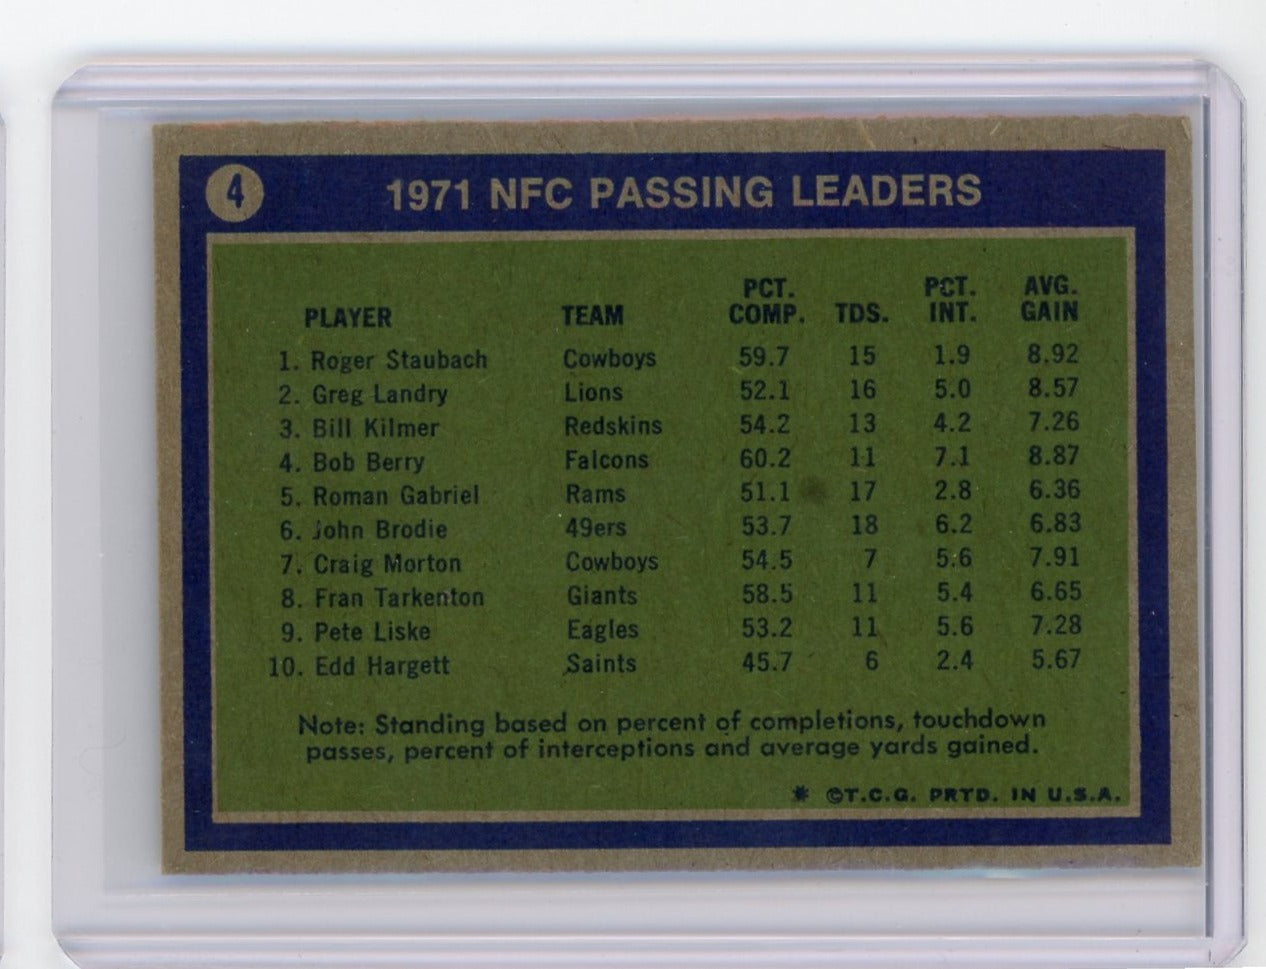 4
1971 NFC PASSING LEADERS
PLAYER TEAM PCT. COMP. TDS. PCT. INT. AVG. GAIN
1. Roger Staubach Cowboys 59.7 15 1.9 8.92
2. Greg Landry Lions 52.1 16 5.0 8.57
3. Bill Kilmer Redskins 54.2 13 4.2 7.26
4. Bob Berry Falcons 60.2 11 7.1 8.87
5. Roman Gabriel Rams 51.1 17 2.8 6.36
6. John Brodie 49ers 53.7 18 6.2 6.83
7. Craig Morton Cowboys 54.5 7 5.6 7.91
8. Fran Tarkenton Giants 58.5 11 5.4 6.65
9. Pete Liske Eagles 53.2 11 5.6 7.28
10. Edd Hargett Saints 45.7 6 2.4 5.67
Note: Standing based on percent of completions, touchdown
passes, percent of interceptions and average yards gained.
* ©T.C.G. PRTD. IN U.S.A.